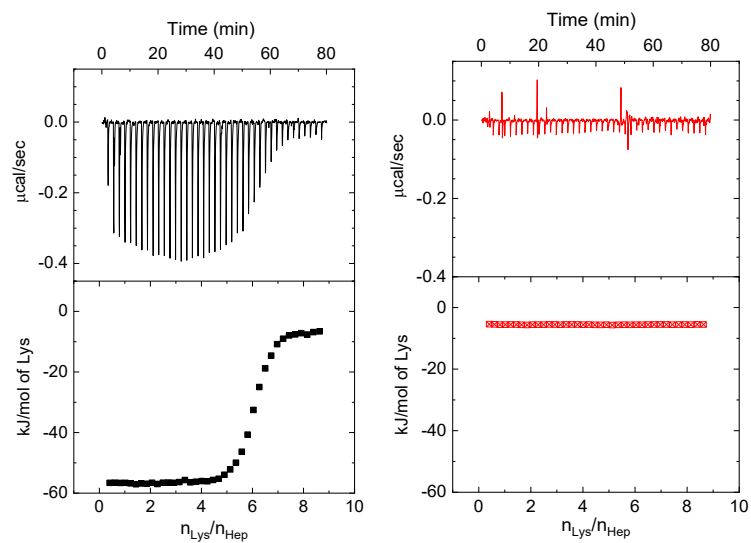 Time (min)
0 20 40 60 80
0.0
-0.2
-0.4
μcal/sec
0
-20
-40
-60
kJ/mol of Lys
0 2 4 6 8 10
nLys/nHep
Time (min)
0 20 40 60 80
0.0
-0.2
-0.4
μcal/sec
0
-20
-40
-60
kJ/mol of Lys
0 2 4 6 8 10
nLys/nHep